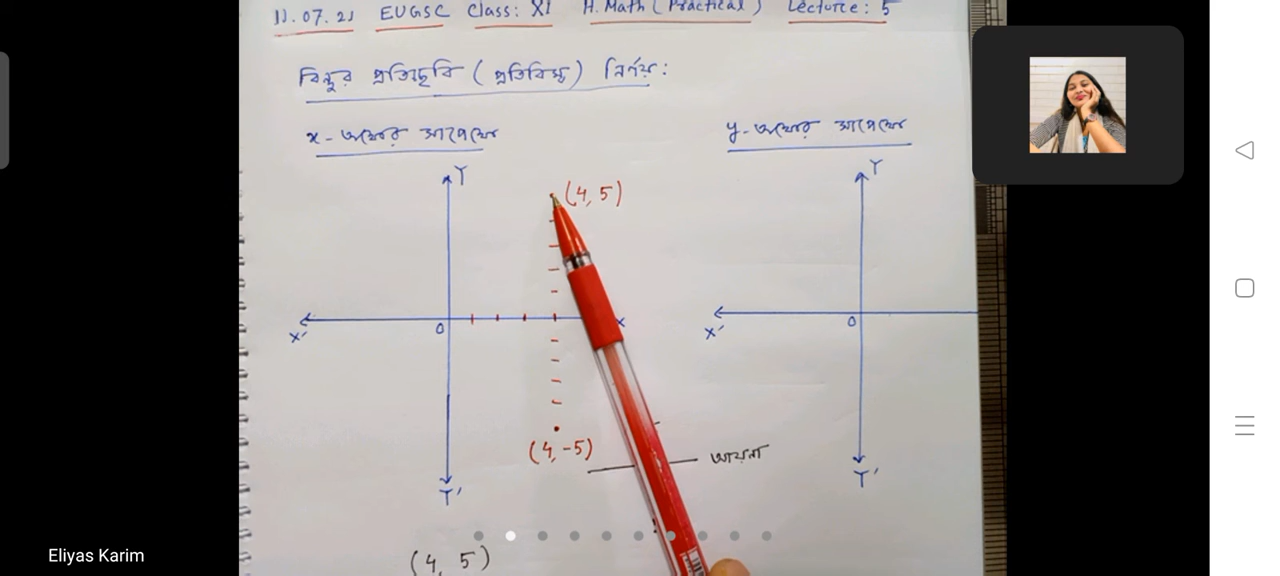 11.07.21 EUGSC Class: XI H. Math (Practical) Lecture: 5
বিন্দুর প্রতিচ্ছবি (প্রতিবিম্ব) নির্ণয়:
x-অক্ষের সাপেক্ষে
y-অক্ষের সাপেক্ষে
Y
Y
(4, 5)
X'
O
X
X'
O
(4, -5)
আয়না
Y'
Y'
(4, 5)
Eliyas Karim